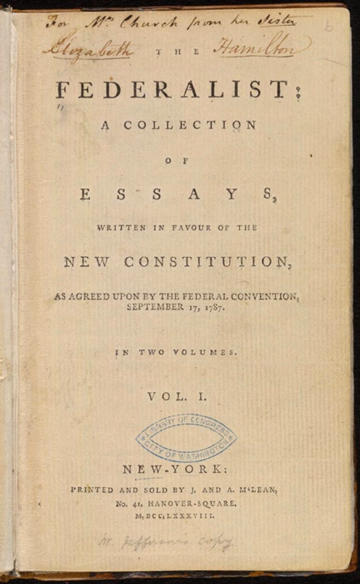 For Mrs Church from her Sister
Elizabeth Hamilton
THE
FEDERALIST:
A COLLECTION
OF
ESSAYS,
WRITTEN IN FAVOUR OF THE
NEW CONSTITUTION,
AS AGREED UPON BY THE FEDERAL CONVENTION,
SEPTEMBER 17, 1787.
IN TWO VOLUMES.
VOL. I.
LIBRARY OF CONGRESS
CITY OF WASHINGTON
NEW-YORK:
PRINTED AND SOLD BY J. AND A. M‘LEAN,
No. 41, HANOVER-SQUARE.
M,DCC,LXXXVIII.
Jefferson's copy